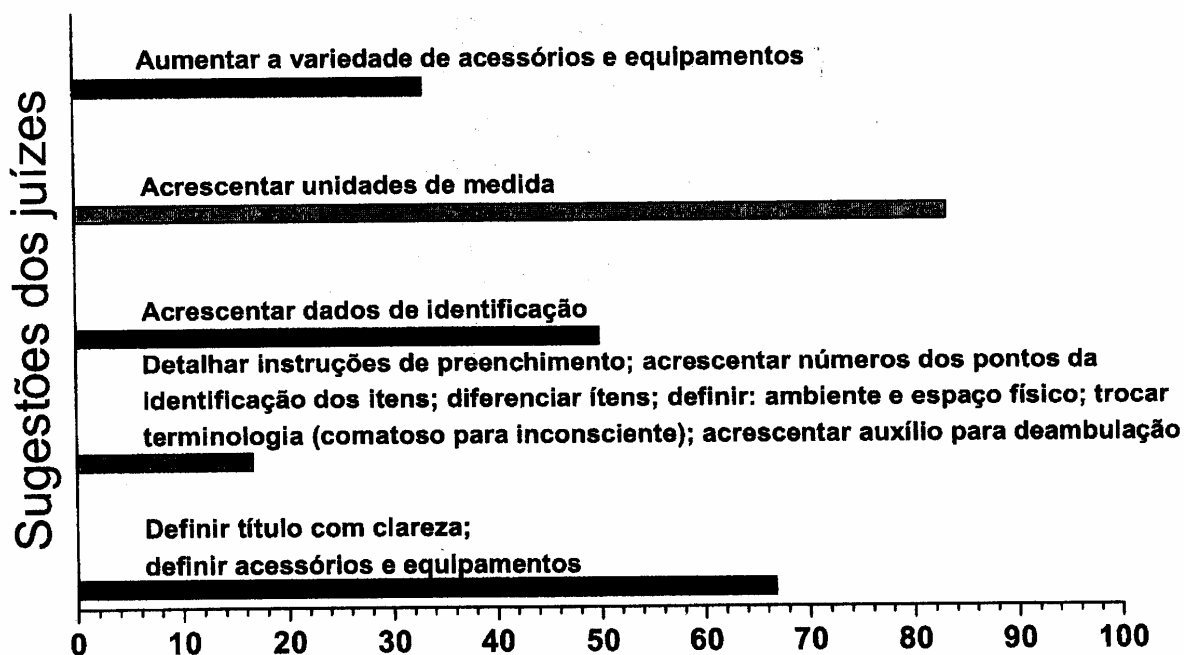 Sugestões dos juízes
Aumentar a variedade de acessórios e equipamentos
Acrescentar unidades de medida
Acrescentar dados de identificação
Detalhar instruções de preenchimento; acrescentar números dos pontos da
identificação dos itens; diferenciar ítens; definir: ambiente e espaço físico; trocar
terminologia (comatoso para inconsciente); acrescentar auxílio para deambulação
Definir título com clareza;
definir acessórios e equipamentos
0 10 20 30 40 50 60 70 80 90 100